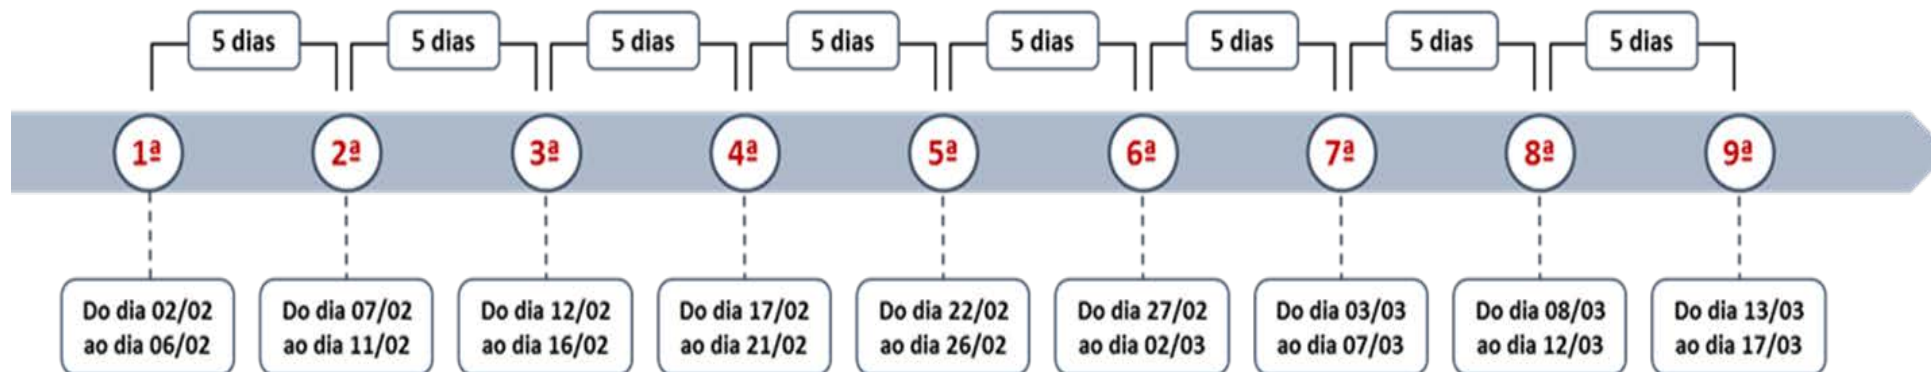 5 dias
5 dias
5 dias
5 dias
5 dias
5 dias
5 dias
5 dias
1ª
2ª
3ª
4ª
5ª
6ª
7ª
8ª
9ª
Do dia 02/02
ao dia 06/02
Do dia 07/02
ao dia 11/02
Do dia 12/02
ao dia 16/02
Do dia 17/02
ao dia 21/02
Do dia 22/02
ao dia 26/02
Do dia 27/02
ao dia 02/03
Do dia 03/03
ao dia 07/03
Do dia 08/03
ao dia 12/03
Do dia 13/03
ao dia 17/03